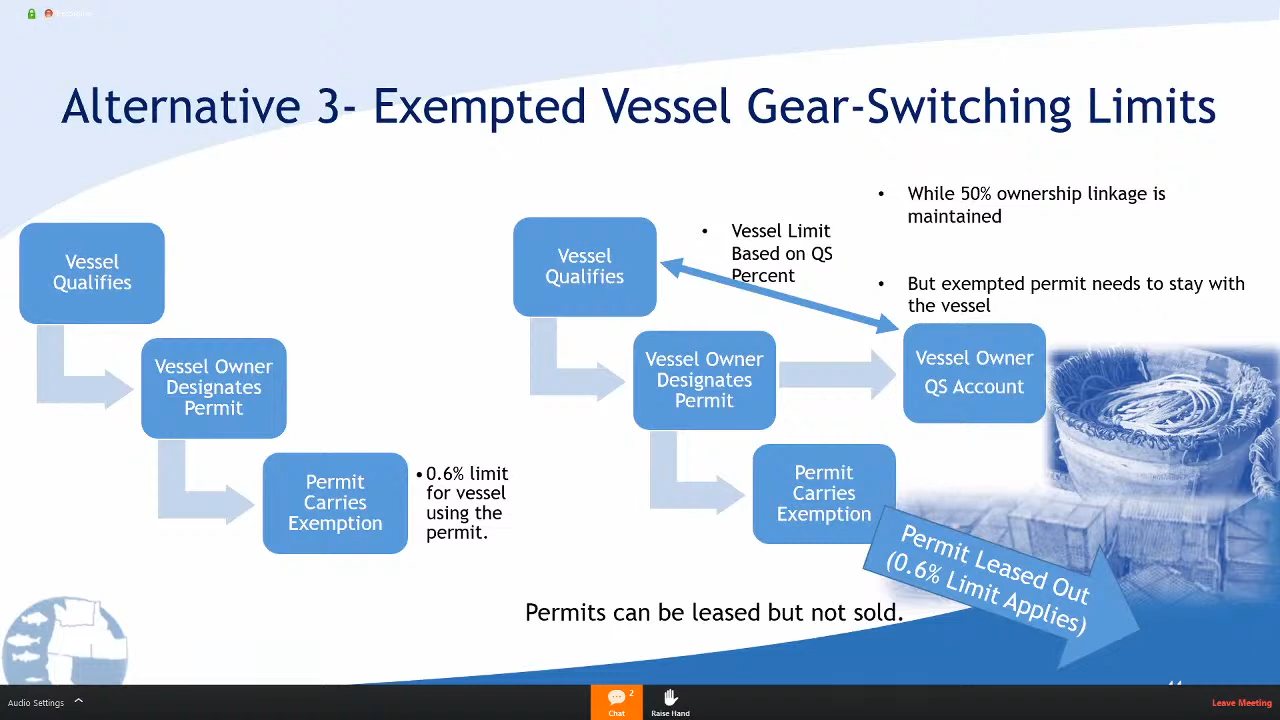 Alternative 3- Exempted Vessel Gear-Switching Limits
Vessel
Qualifies
Vessel Owner
Designates
Permit
Permit
Carries
Exemption
•0.6% limit
for vessel
using the
permit.
Vessel
Qualifies
• Vessel Limit
Based on QS
Percent
• While 50% ownership linkage is
maintained
• But exempted permit needs to stay with
the vessel
Vessel Owner
Designates
Permit
Vessel Owner
QS Account
Permit
Carries
Exemption
Permit Leased Out
(0.6% Limit Applies)
Permits can be leased but not sold.
Audio Settings
2
Chat
Raise Hand
Leave Meeting